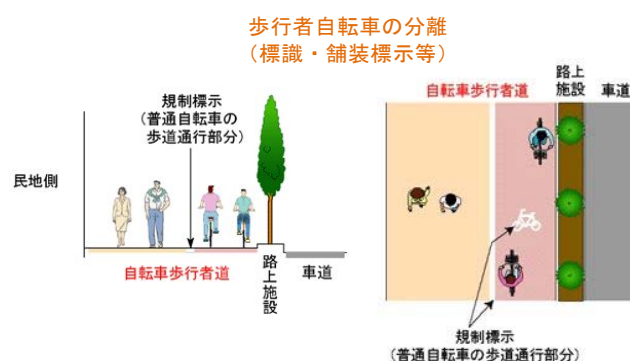 歩行者自転車の分離
（標識・舗装標示等）
規制標示
（普通自転車の
歩道通行部分）
民地側
自転車歩行者道
路上施設
車道
自転車歩行者道
路上
施設
車道
規制標示
（普通自転車の歩道通行部分）